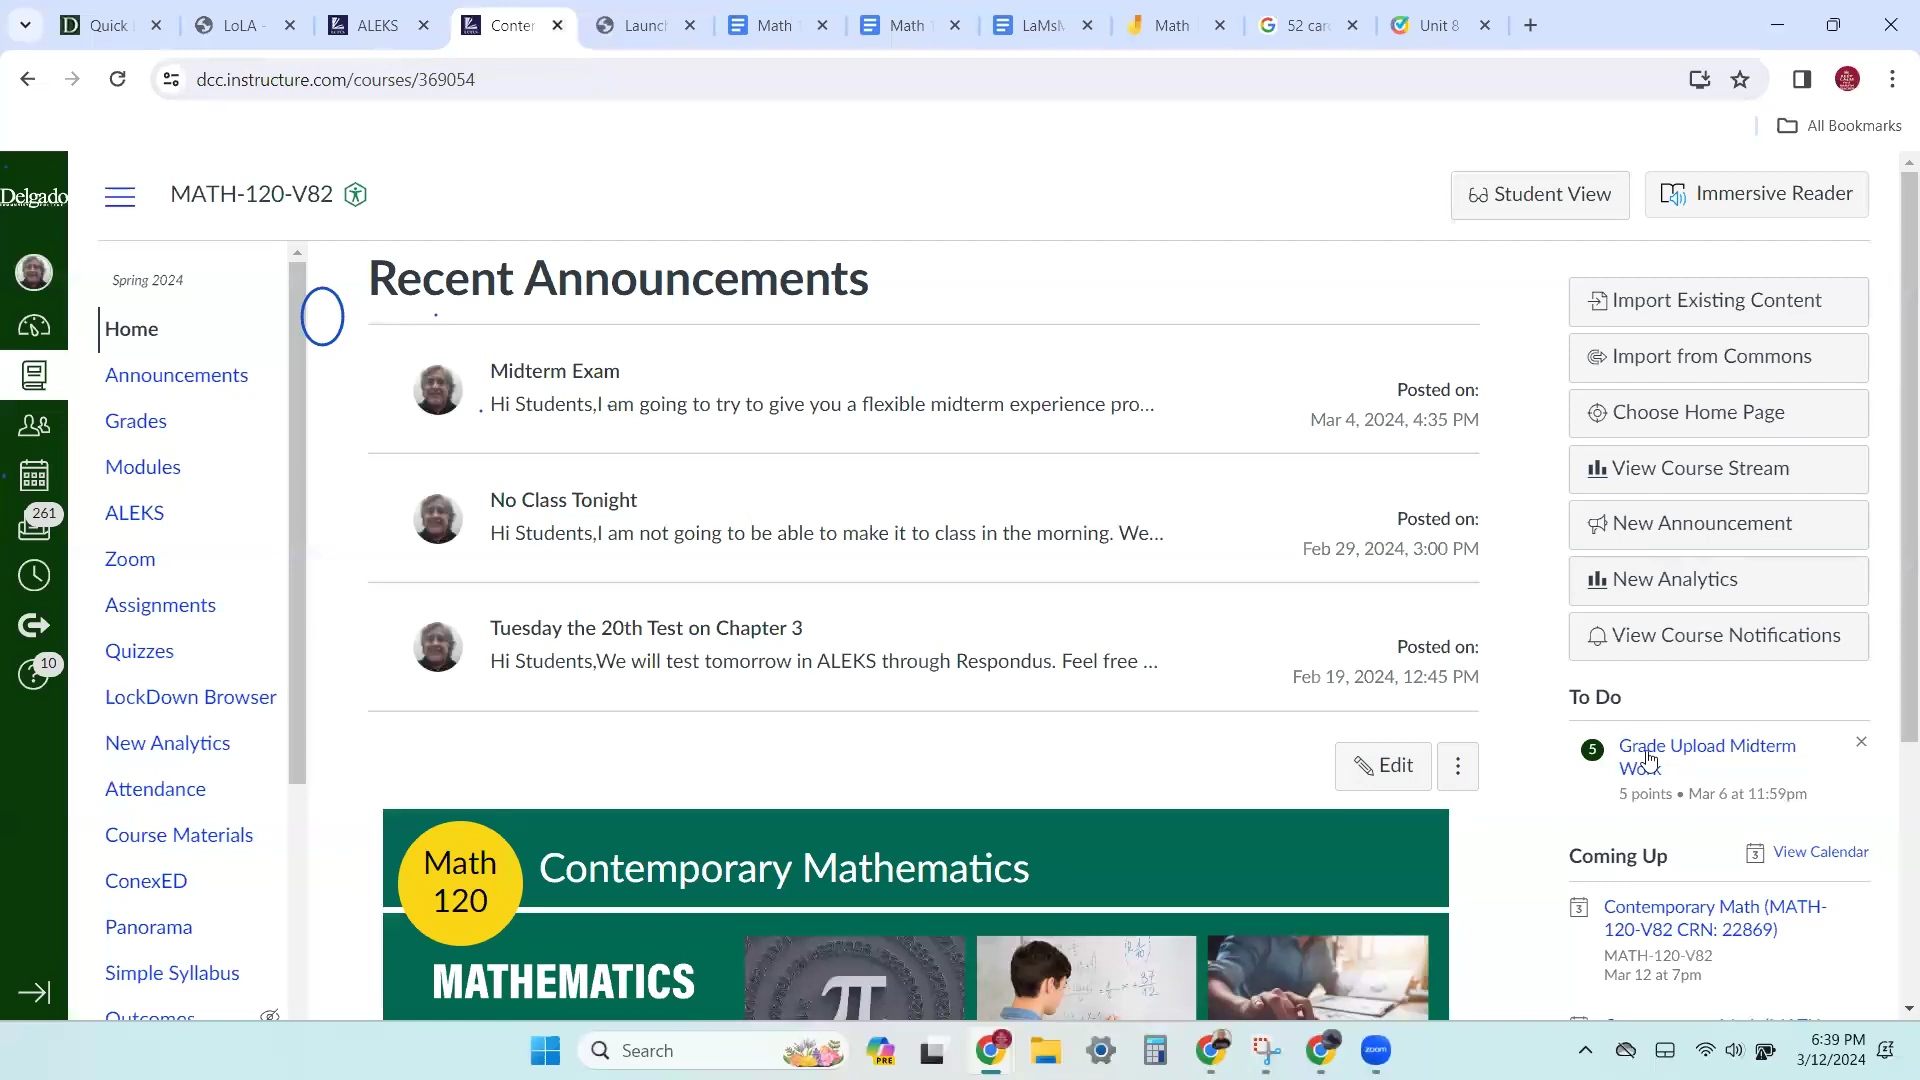 Quick
LoLA -
ALEKS
Conter
Launch
Math
Math
LaMsM
Math
52 car
Unit 8
dcc.instructure.com/courses/369054
All Bookmarks
Delgado
MATH-120-V82
Student View
Immersive Reader
Spring 2024
Home
Announcements
Grades
Modules
ALEKS
Zoom
Assignments
Quizzes
LockDown Browser
New Analytics
Attendance
Course Materials
ConexED
Panorama
Simple Syllabus
Outcomes
261
10
Recent Announcements
Midterm Exam
Hi Students,I am going to try to give you a flexible midterm experience pro...
Posted on:
Mar 4, 2024, 4:35 PM
No Class Tonight
Hi Students,I am not going to be able to make it to class in the morning. We...
Posted on:
Feb 29, 2024, 3:00 PM
Tuesday the 20th Test on Chapter 3
Hi Students,We will test tomorrow in ALEKS through Respondus. Feel free ...
Posted on:
Feb 19, 2024, 12:45 PM
Edit
Math
120
Contemporary Mathematics
MATHEMATICS
π
Import Existing Content
Import from Commons
Choose Home Page
View Course Stream
New Announcement
New Analytics
View Course Notifications
To Do
5
Grade Upload Midterm
Work
5 points • Mar 6 at 11:59pm
Coming Up
3
View Calendar
3
Contemporary Math (MATH-
120-V82 CRN: 22869)
MATH-120-V82
Mar 12 at 7pm
Search
PRE
zoom
6:39 PM
3/12/2024